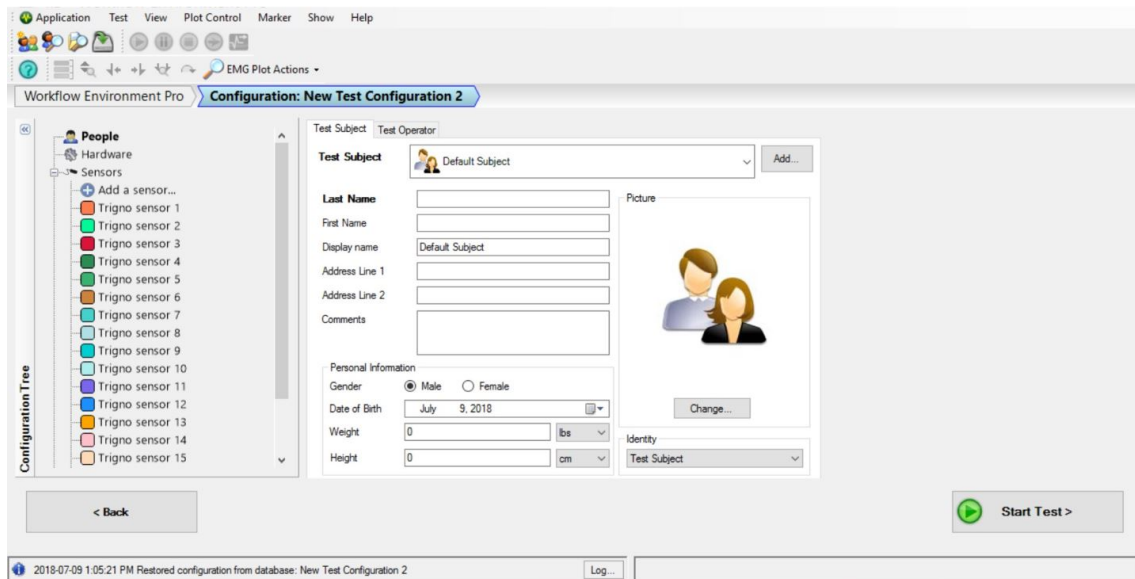 Application Test View Plot Control Marker Show Help
EMG Plot Actions
Workflow Environment Pro Configuration: New Test Configuration 2
Configuration Tree
People
Hardware
Sensors
Add a sensor...
Trigno sensor 1
Trigno sensor 2
Trigno sensor 3
Trigno sensor 4
Trigno sensor 5
Trigno sensor 6
Trigno sensor 7
Trigno sensor 8
Trigno sensor 9
Trigno sensor 10
Trigno sensor 11
Trigno sensor 12
Trigno sensor 13
Trigno sensor 14
Trigno sensor 15
Test Subject Test Operator
Test Subject Default Subject Add...
Last Name
First Name
Display name Default Subject
Address Line 1
Address Line 2
Comments
Personal Information
Gender Male Female
Date of Birth July 9, 2018
Weight 0 lbs
Height 0 cm
Picture
Change...
Identity
Test Subject
< Back
Start Test >
2018-07-09 1:05:21 PM Restored configuration from database: New Test Configuration 2 Log...